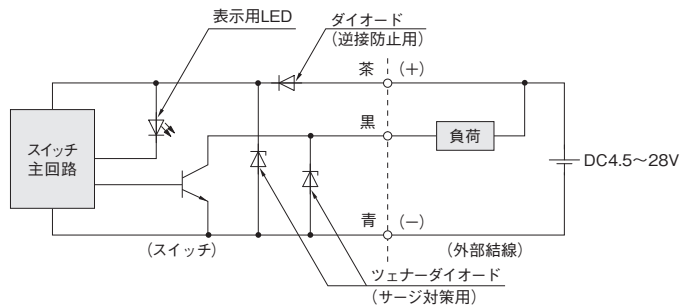 表示用LED
ダイオード
(逆接防止用)
茶
(+)
黒
スイッチ
主回路
負荷
DC4.5〜28V
青
(−)
(スイッチ)
(外部結線)
ツェナーダイオード
(サージ対策用)